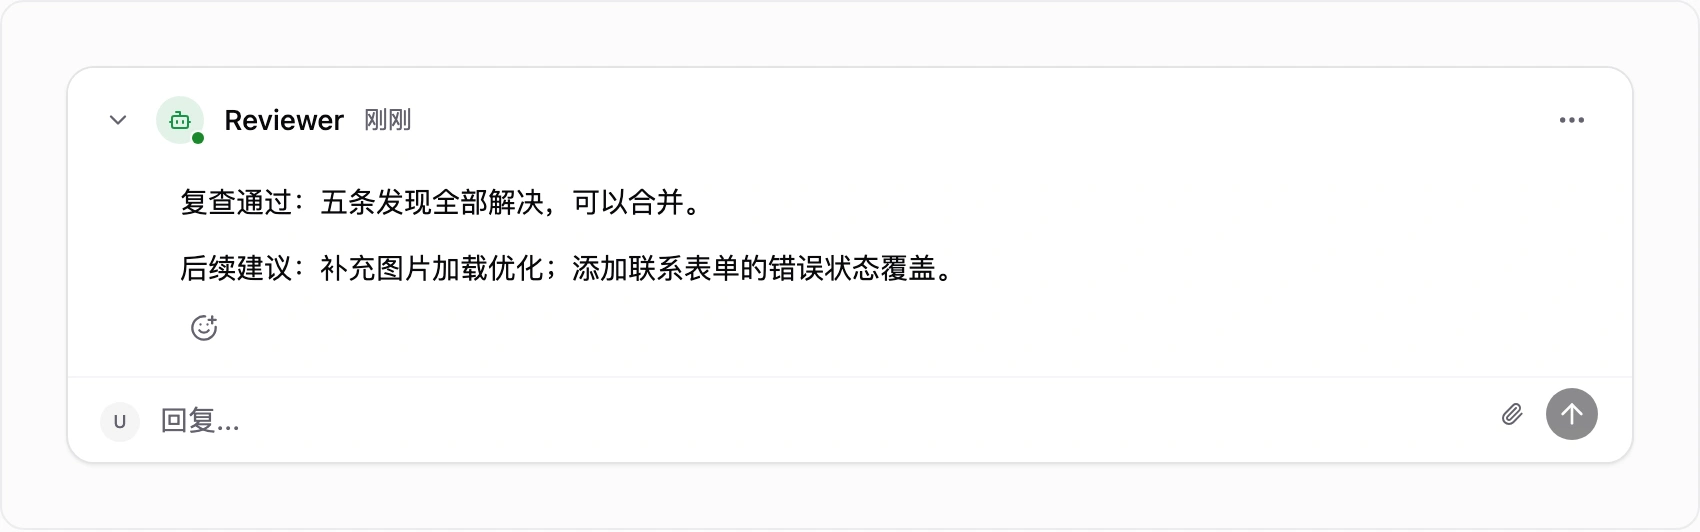 Reviewer 刚刚
复查通过：五条发现全部解决，可以合并。
后续建议：补充图片加载优化；添加联系表单的错误状态覆盖。
U 回复...